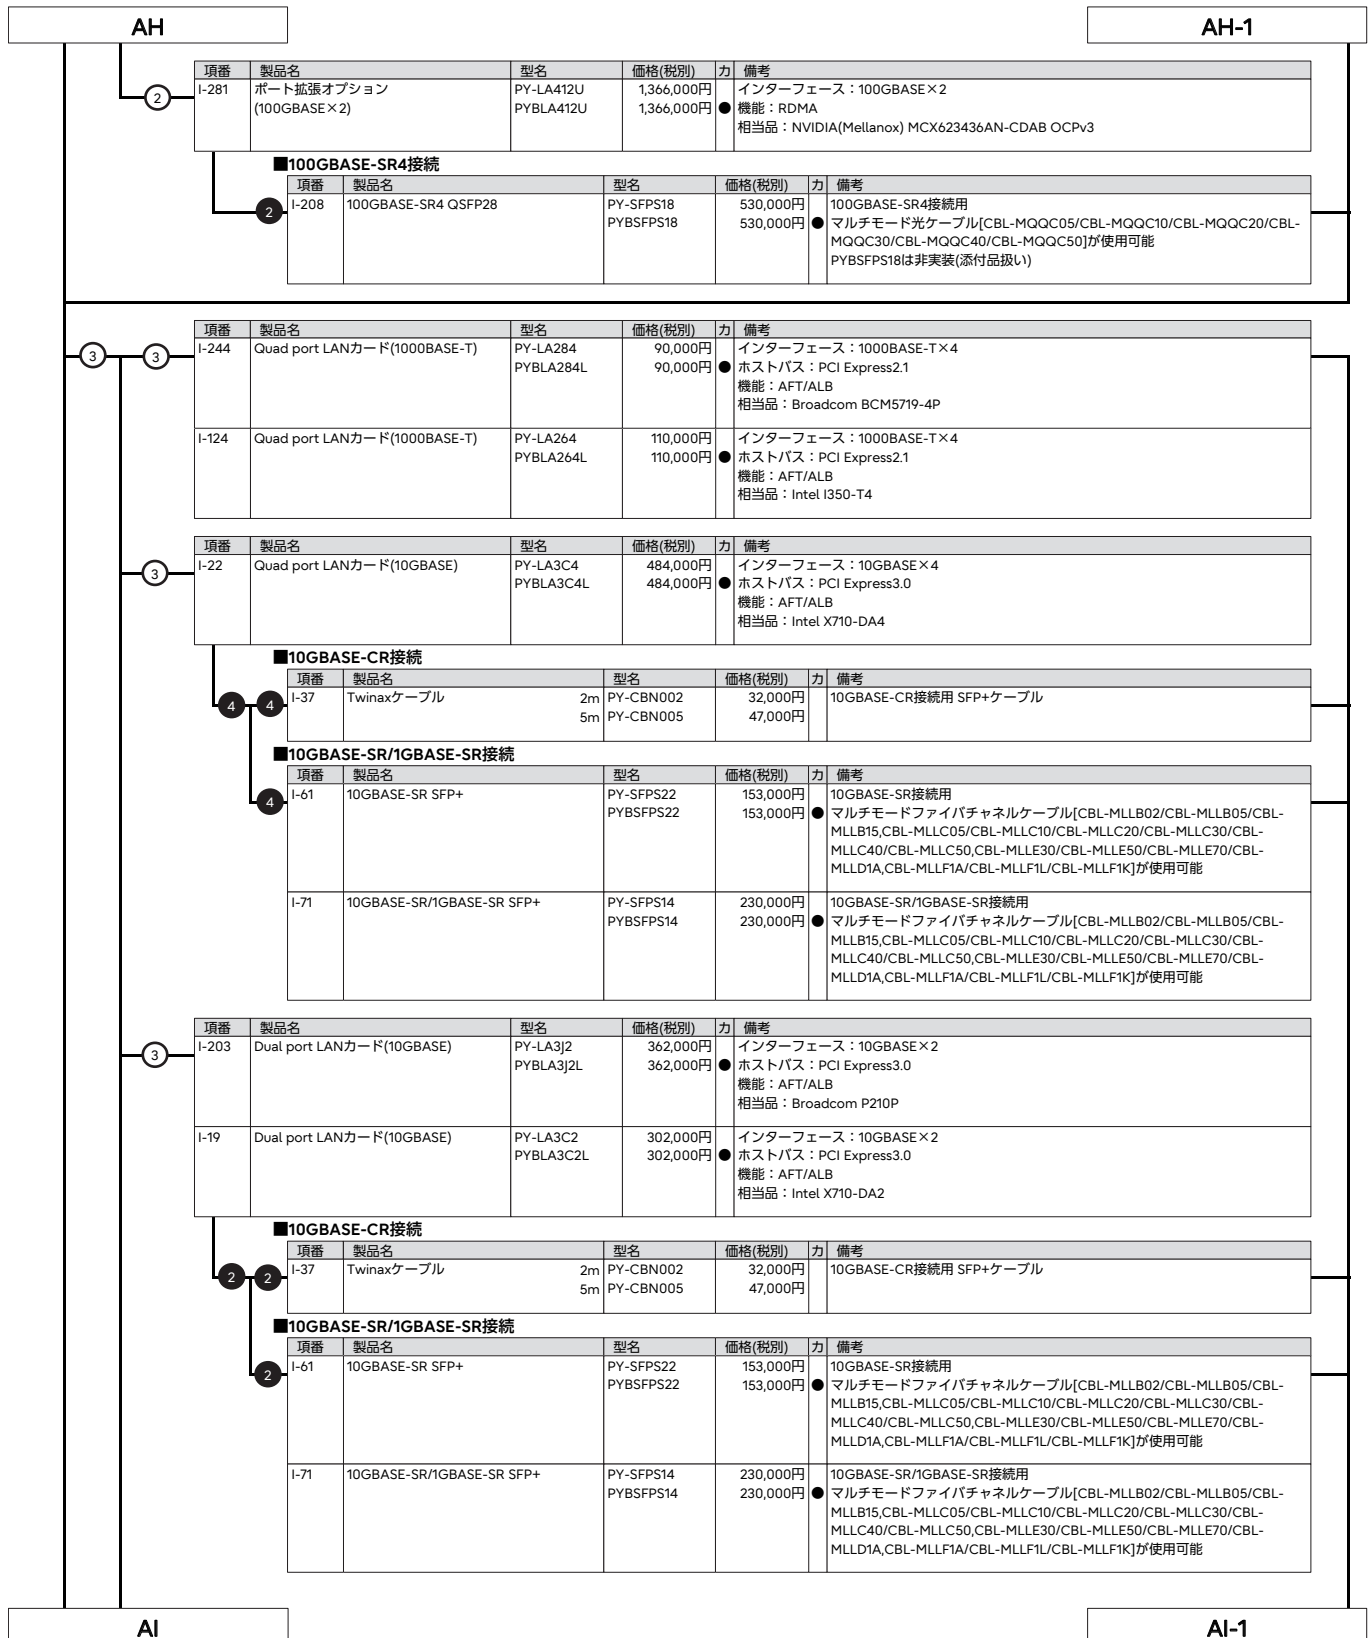 AH
AH-1
項番 製品名 型名 価格(税別) カ 備考
2
I-281 ポート拡張オプション PY-LA412U 1,366,000円 インターフェース：100GBASE×2
(100GBASE×2) PYBLA412U 1,366,000円 ● 機能：RDMA
相当品：NVIDIA(Mellanox) MCX623436AN-CDAB OCPv3
■100GBASE-SR4接続
項番 製品名 型名 価格(税別) カ 備考
2
I-208 100GBASE-SR4 QSFP28 PY-SFPS18 530,000円 100GBASE-SR4接続用
PYBSFPS18 530,000円 ● マルチモード光ケーブル[CBL-MQQC05/CBL-MQQC10/CBL-MQQC20/CBL-
MQQC30/CBL-MQQC40/CBL-MQQC50]が使用可能
PYBSFPS18は非実装(添付品扱い)
項番 製品名 型名 価格(税別) カ 備考
3 3
I-244 Quad port LANカード(1000BASE-T) PY-LA284 90,000円 インターフェース：1000BASE-T×4
PYBLA284L 90,000円 ● ホストバス：PCI Express2.1
機能：AFT/ALB
相当品：Broadcom BCM5719-4P
I-124 Quad port LANカード(1000BASE-T) PY-LA264 110,000円 インターフェース：1000BASE-T×4
PYBLA264L 110,000円 ● ホストバス：PCI Express2.1
機能：AFT/ALB
相当品：Intel I350-T4
項番 製品名 型名 価格(税別) カ 備考
3
I-22 Quad port LANカード(10GBASE) PY-LA3C4 484,000円 インターフェース：10GBASE×4
PYBLA3C4L 484,000円 ● ホストバス：PCI Express3.0
機能：AFT/ALB
相当品：Intel X710-DA4
■10GBASE-CR接続
項番 製品名 型名 価格(税別) カ 備考
4 4
I-37 Twinaxケーブル 2m PY-CBN002 32,000円 10GBASE-CR接続用 SFP+ケーブル
5m PY-CBN005 47,000円
■10GBASE-SR/1GBASE-SR接続
項番 製品名 型名 価格(税別) カ 備考
4
I-61 10GBASE-SR SFP+ PY-SFPS22 153,000円 10GBASE-SR接続用
PYBSFPS22 153,000円 ● マルチモードファイバチャネルケーブル[CBL-MLLB02/CBL-MLLB05/CBL-
MLLB15,CBL-MLLC05/CBL-MLLC10/CBL-MLLC20/CBL-MLLC30/CBL-
MLLC40/CBL-MLLC50,CBL-MLLE30/CBL-MLLE50/CBL-MLLE70/CBL-
MLLD1A,CBL-MLLF1A/CBL-MLLF1L/CBL-MLLF1K]が使用可能
I-71 10GBASE-SR/1GBASE-SR SFP+ PY-SFPS14 230,000円 10GBASE-SR/1GBASE-SR接続用
PYBSFPS14 230,000円 ● マルチモードファイバチャネルケーブル[CBL-MLLB02/CBL-MLLB05/CBL-
MLLB15,CBL-MLLC05/CBL-MLLC10/CBL-MLLC20/CBL-MLLC30/CBL-
MLLC40/CBL-MLLC50,CBL-MLLE30/CBL-MLLE50/CBL-MLLE70/CBL-
MLLD1A,CBL-MLLF1A/CBL-MLLF1L/CBL-MLLF1K]が使用可能
項番 製品名 型名 価格(税別) カ 備考
3
I-203 Dual port LANカード(10GBASE) PY-LA3J2 362,000円 インターフェース：10GBASE×2
PYBLA3J2L 362,000円 ● ホストバス：PCI Express3.0
機能：AFT/ALB
相当品：Broadcom P210P
I-19 Dual port LANカード(10GBASE) PY-LA3C2 302,000円 インターフェース：10GBASE×2
PYBLA3C2L 302,000円 ● ホストバス：PCI Express3.0
機能：AFT/ALB
相当品：Intel X710-DA2
■10GBASE-CR接続
項番 製品名 型名 価格(税別) カ 備考
2 2
I-37 Twinaxケーブル 2m PY-CBN002 32,000円 10GBASE-CR接続用 SFP+ケーブル
5m PY-CBN005 47,000円
■10GBASE-SR/1GBASE-SR接続
項番 製品名 型名 価格(税別) カ 備考
2
I-61 10GBASE-SR SFP+ PY-SFPS22 153,000円 10GBASE-SR接続用
PYBSFPS22 153,000円 ● マルチモードファイバチャネルケーブル[CBL-MLLB02/CBL-MLLB05/CBL-
MLLB15,CBL-MLLC05/CBL-MLLC10/CBL-MLLC20/CBL-MLLC30/CBL-
MLLC40/CBL-MLLC50,CBL-MLLE30/CBL-MLLE50/CBL-MLLE70/CBL-
MLLD1A,CBL-MLLF1A/CBL-MLLF1L/CBL-MLLF1K]が使用可能
I-71 10GBASE-SR/1GBASE-SR SFP+ PY-SFPS14 230,000円 10GBASE-SR/1GBASE-SR接続用
PYBSFPS14 230,000円 ● マルチモードファイバチャネルケーブル[CBL-MLLB02/CBL-MLLB05/CBL-
MLLB15,CBL-MLLC05/CBL-MLLC10/CBL-MLLC20/CBL-MLLC30/CBL-
MLLC40/CBL-MLLC50,CBL-MLLE30/CBL-MLLE50/CBL-MLLE70/CBL-
MLLD1A,CBL-MLLF1A/CBL-MLLF1L/CBL-MLLF1K]が使用可能
AI
AI-1